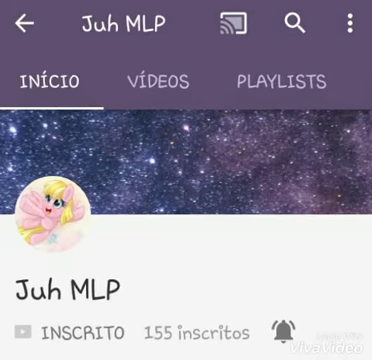 Juh MLP
INÍCIO VÍDEOS PLAYLISTS
Juh MLP
INSCRITO 155 inscritos
VivaVideo